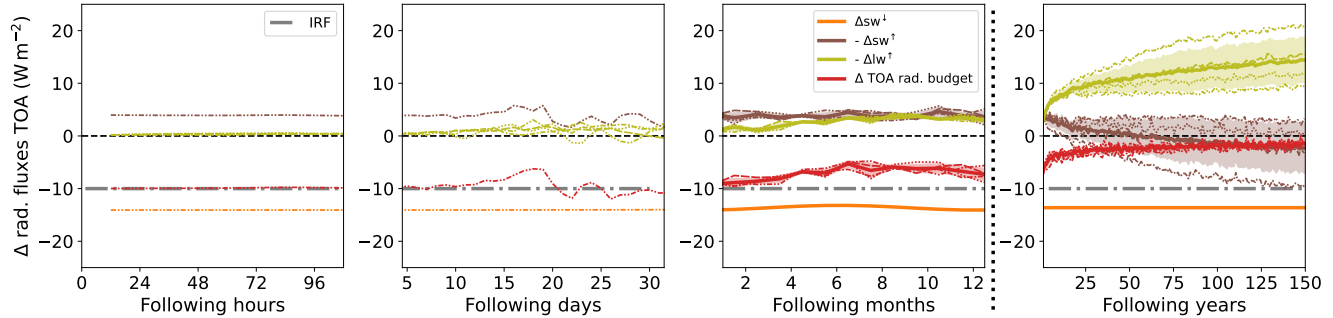 Δ rad. fluxes TOA (W m⁻²)
20
10
0
−10
−20
IRF
0 24 48 72 96
Following hours
20
10
0
−10
−20
5 10 15 20 25 30
Following days
20
10
0
−10
−20
Δsw↓
- Δsw↑
- Δlw↑
Δ TOA rad. budget
2 4 6 8 10 12
Following months
20
10
0
−10
−20
25 50 75 100 125 150
Following years